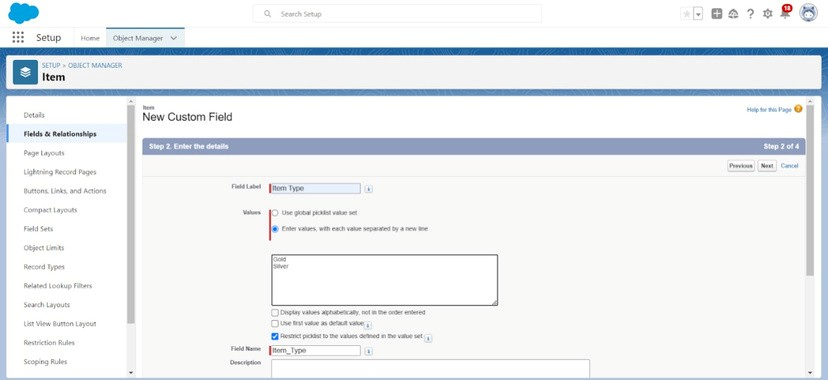 Search Setup
18
Setup
Home
Object Manager
SETUP > OBJECT MANAGER
Item
Details
Fields & Relationships
Page Layouts
Lightning Record Pages
Buttons, Links, and Actions
Compact Layouts
Field Sets
Object Limits
Record Types
Related Lookup Filters
Search Layouts
List View Button Layout
Restriction Rules
Scoping Rules
Item
New Custom Field
Help for this Page
Step 2. Enter the details
Step 2 of 4
Previous
Next
Cancel
Field Label
Item Type
Values
Use global picklist value set
Enter values, with each value separated by a new line
Gold
Silver
Display values alphabetically, not in the order entered
Use first value as default value
Restrict picklist to the values defined in the value set
Field Name
Item_Type
Description